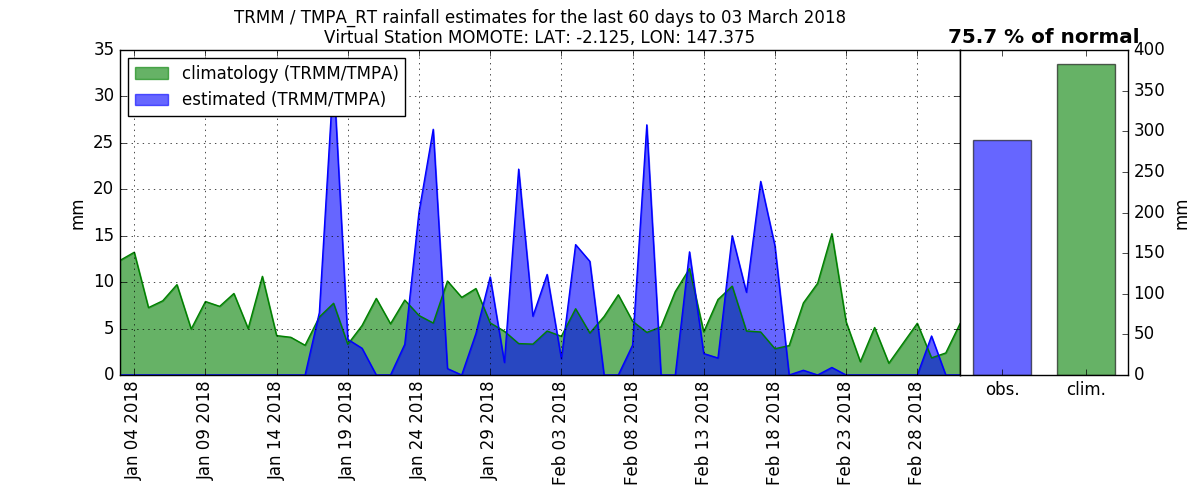 TRMM / TMPA_RT rainfall estimates for the last 60 days to 03 March 2018
Virtual Station MOMOTE: LAT: -2.125, LON: 147.375
75.7 % of normal
climatology (TRMM/TMPA)
estimated (TRMM/TMPA)
35
30
25
20
15
10
5
0
mm
Jan 04 2018
Jan 09 2018
Jan 14 2018
Jan 19 2018
Jan 24 2018
Jan 29 2018
Feb 03 2018
Feb 08 2018
Feb 13 2018
Feb 18 2018
Feb 23 2018
Feb 28 2018
obs.
clim.
400
350
300
250
200
150
100
50
0
mm